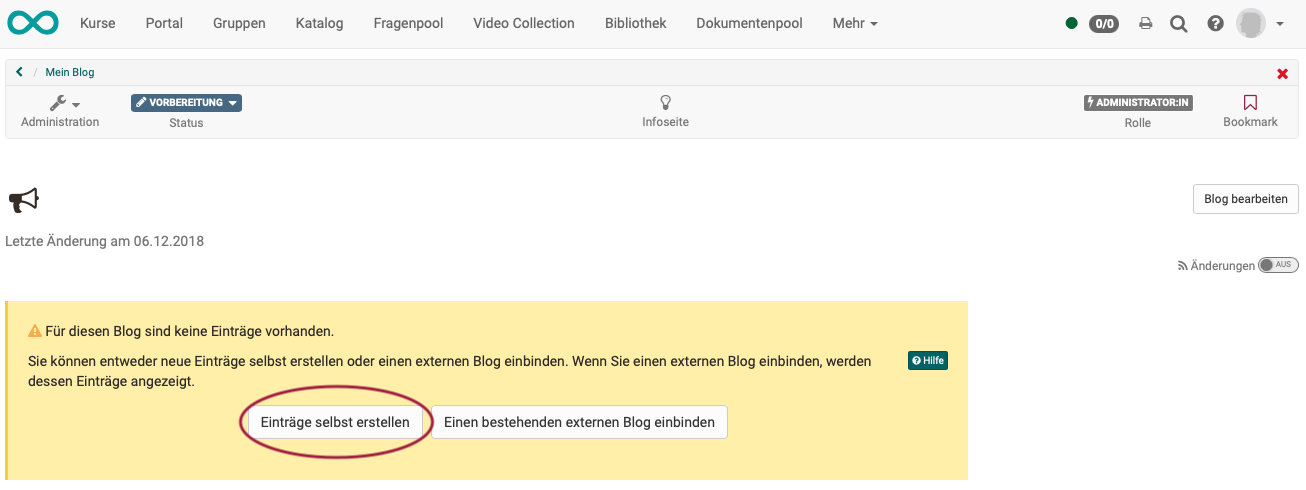 Kurse Portal Gruppen Katalog Fragenpool Video Collection Bibliothek Dokumentenpool Mehr 0/0
/ Mein Blog
VORBEREITUNG ADMINISTRATOR:IN
Administration Status Infoseite Rolle Bookmark
Blog bearbeiten
Letzte Änderung am 06.12.2018
Änderungen AUS
Für diesen Blog sind keine Einträge vorhanden.
Sie können entweder neue Einträge selbst erstellen oder einen externen Blog einbinden. Wenn Sie einen externen Blog einbinden, werden Hilfe
dessen Einträge angezeigt.
Einträge selbst erstellen Einen bestehenden externen Blog einbinden